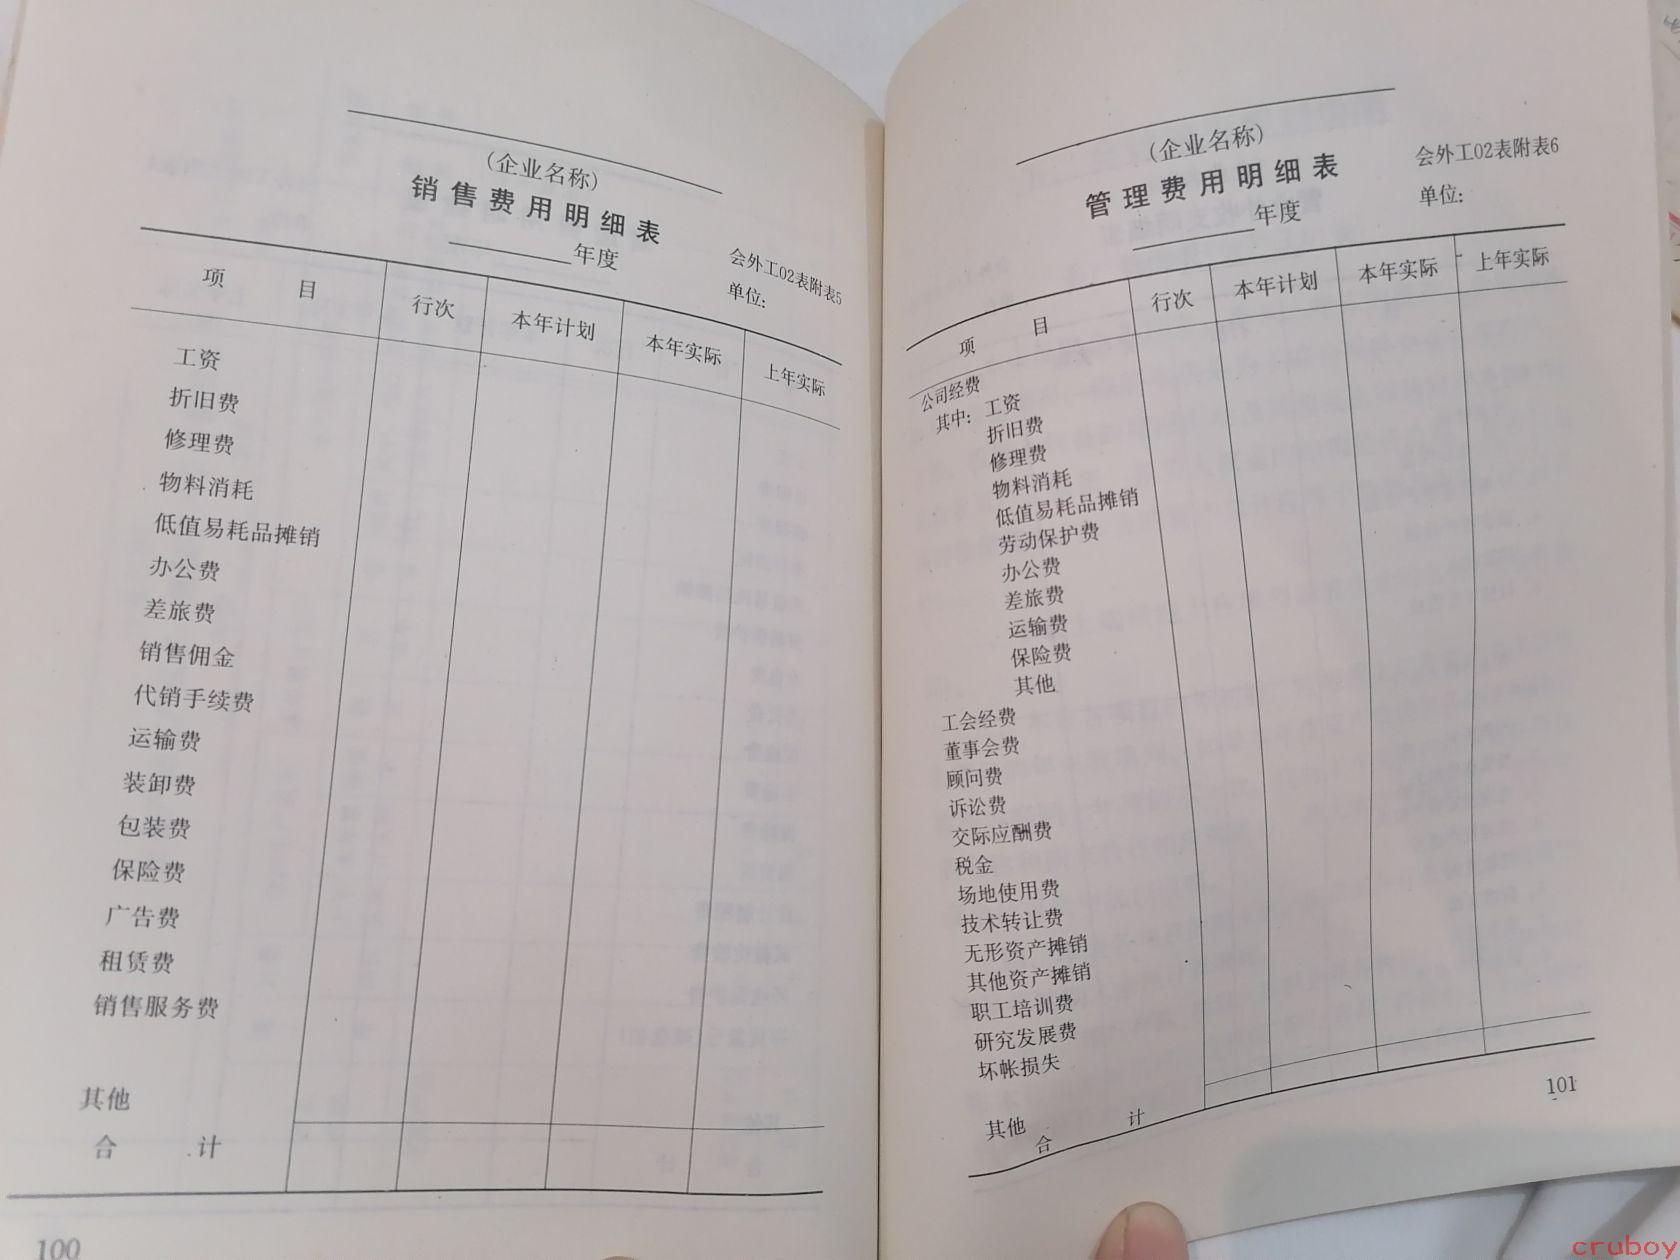 (企业名称)
销售费用明细表
年度
会外工02表附表5
单位:
项 目 行次 本年计划 本年实际 上年实际
工资
折旧费
修理费
物料消耗
低值易耗品摊销
办公费
差旅费
销售佣金
代销手续费
运输费
装卸费
包装费
保险费
广告费
租赁费
销售服务费
其他
合 计
100
(企业名称)
管理费用明细表
年度
会外工02表附表6
单位:
项 目 行次 本年计划 本年实际 上年实际
公司经费
其中: 工资
折旧费
修理费
物料消耗
低值易耗品摊销
劳动保护费
办公费
差旅费
运输费
保险费
其他
工会经费
董事会费
顾问费
诉讼费
交际应酬费
税金
场地使用费
技术转让费
无形资产摊销
其他资产摊销
职工培训费
研究发展费
坏帐损失
其他
合 计
101
cruboy